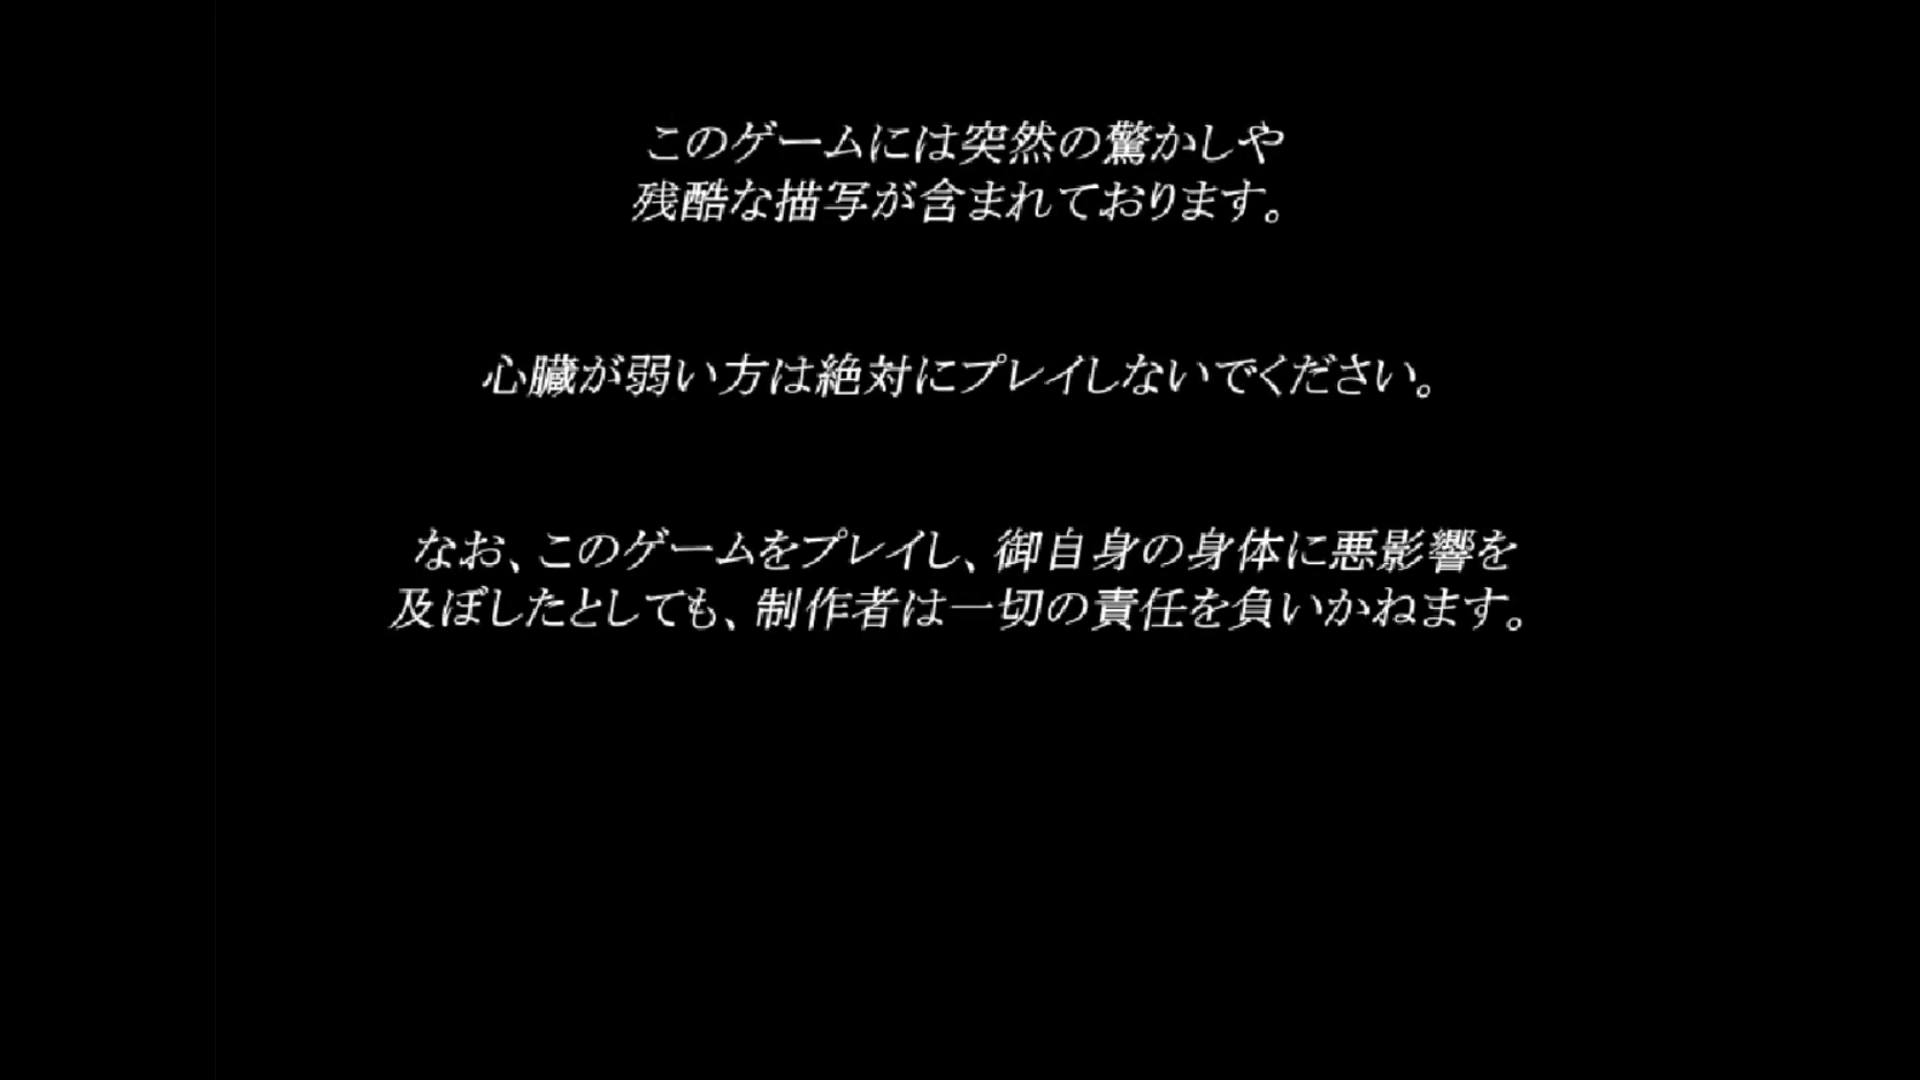 このゲームには突然の驚かしや
残酷な描写が含まれております。
心臓が弱い方は絶対にプレイしないでください。
なお、このゲームをプレイし、御自身の身体に悪影響を
及ぼしたとしても、制作者は一切の責任を負いかねます。